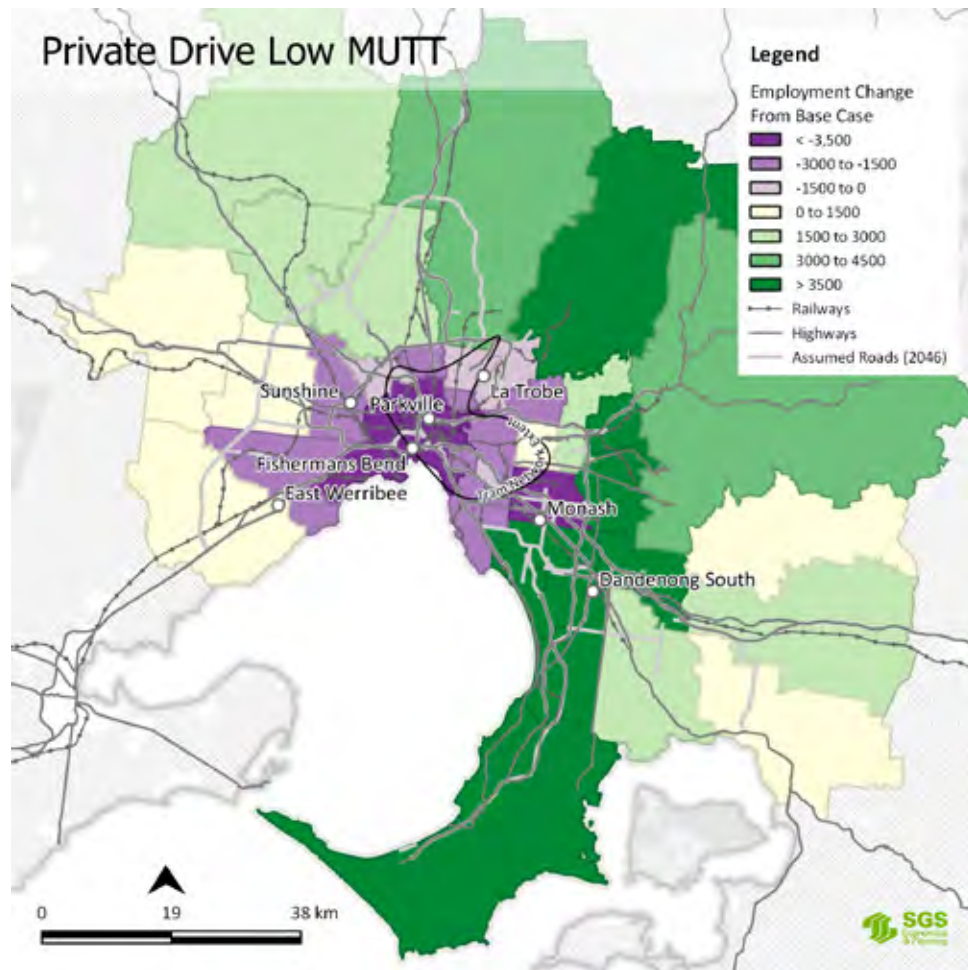 Private Drive Low MUTT
Legend
Employment Change
From Base Case
< -3,500
-3000 to -1500
-1500 to 0
0 to 1500
1500 to 3000
3000 to 4500
> 3500
Railways
Highways
Assumed Roads (2046)
Sunshine
Parkville
La Trobe
Fishermans Bend
Tram Network
East Werribee
Monash
Dandenong South
0 19 38 km
SGS